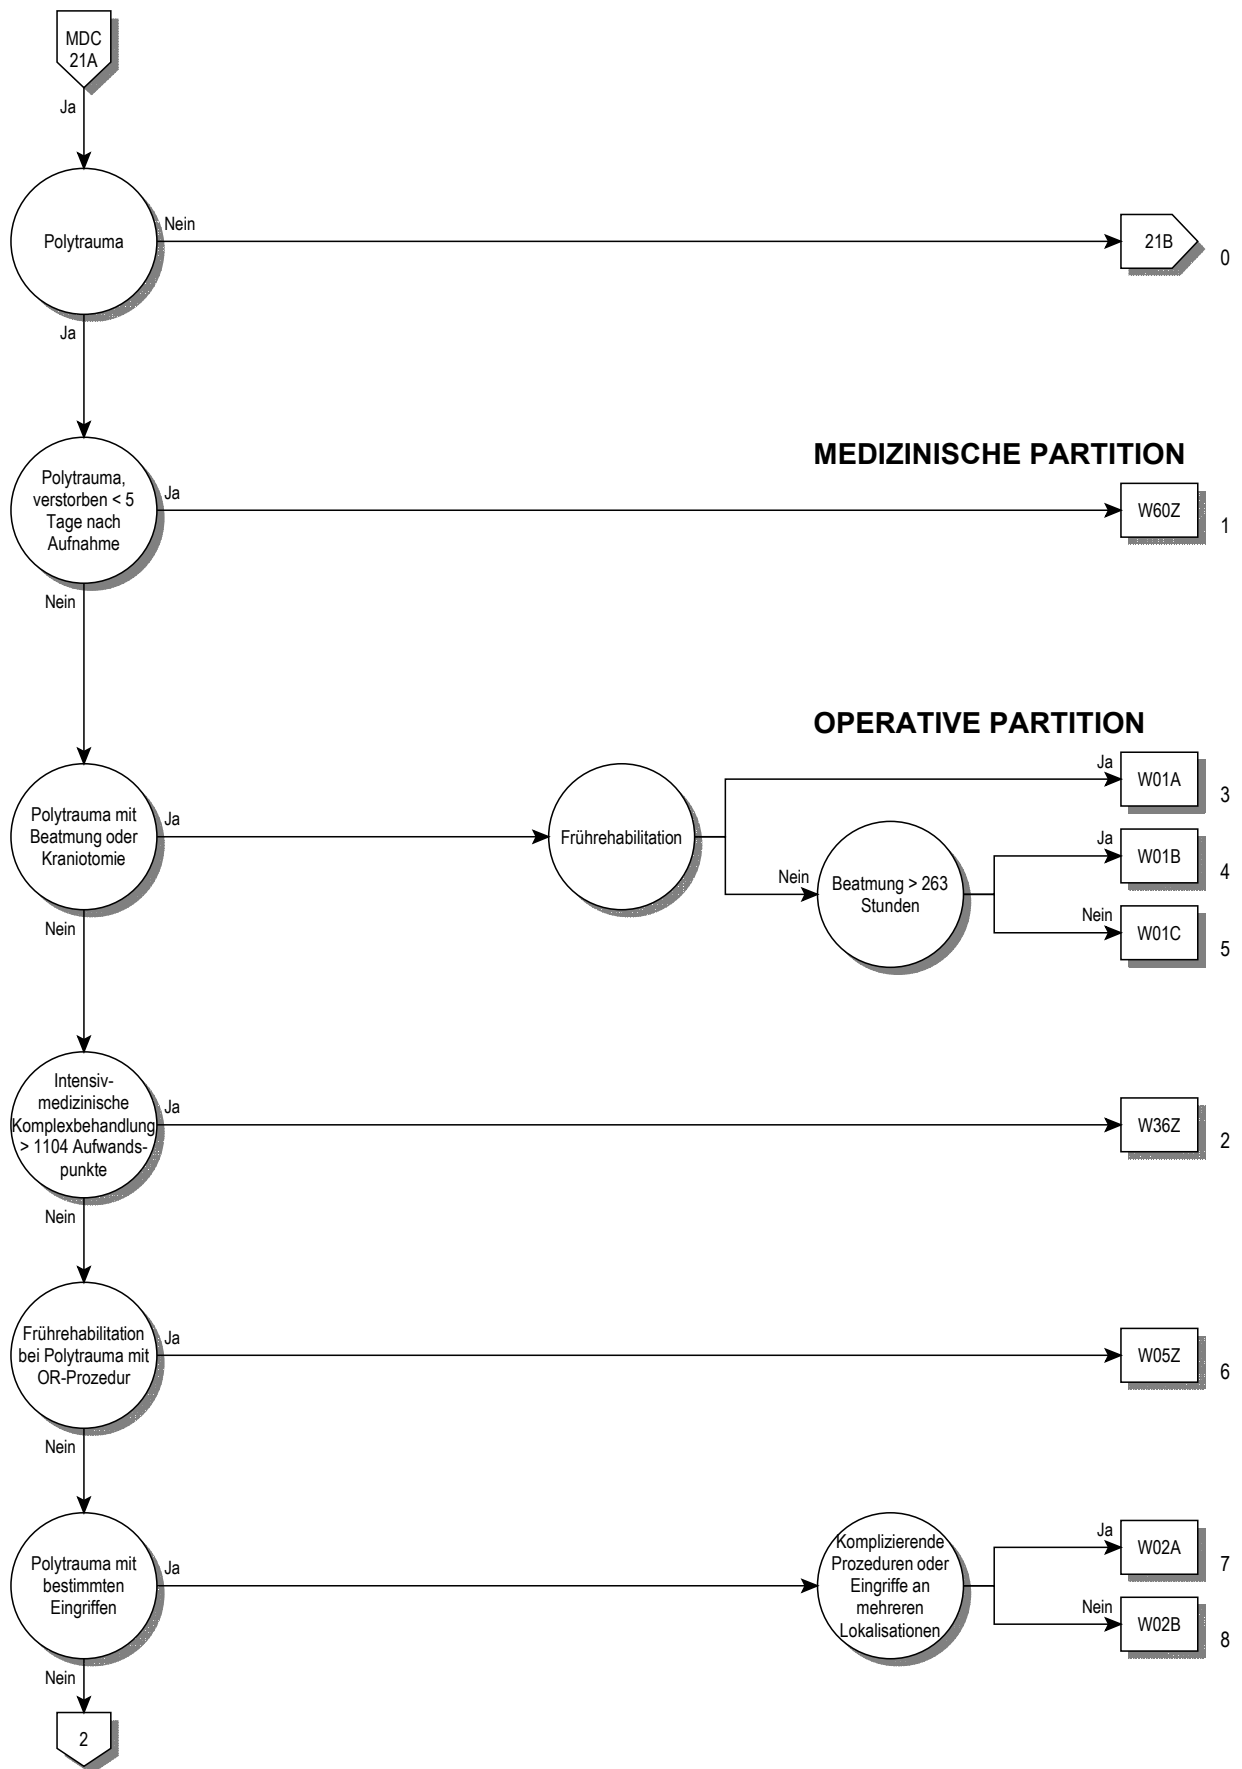 MDC
21A
Ja
Polytrauma
Nein
21B
0
Ja
MEDIZINISCHE PARTITION
Polytrauma,
verstorben < 5
Tage nach
Aufnahme
Ja
W60Z
1
Nein
OPERATIVE PARTITION
Polytrauma mit
Beatmung oder
Kraniotomie
Ja
Frührehabilitation
Ja
W01A
3
Nein
Beatmung > 263
Stunden
Ja
W01B
4
Nein
W01C
5
Nein
Intensiv-
medizinische
Komplexbehandlung
> 1104 Aufwands-
punkte
Ja
W36Z
2
Nein
Frührehabilitation
bei Polytrauma mit
OR-Prozedur
Ja
W05Z
6
Nein
Polytrauma mit
bestimmten
Eingriffen
Ja
Komplizierende
Prozeduren oder
Eingriffe an
mehreren
Lokalisationen
Ja
W02A
7
Nein
W02B
8
Nein
2